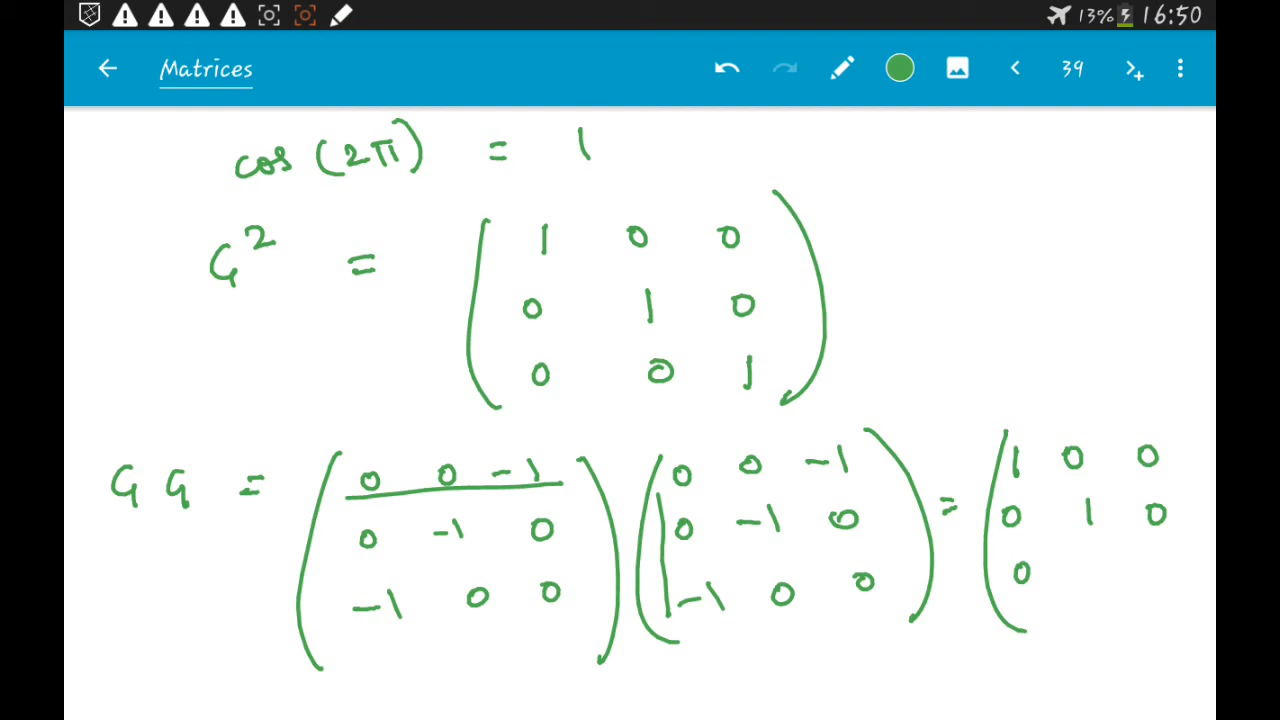 13% 16:50
Matrices 39
cos (2π) = 1
G² = ( 1 0 0
0 1 0
0 0 1 )
G G = ( 0 0 -1 ) ( 0 0 -1 ) = ( 1 0 0
0 -1 0 0 -1 0 0 1 0
-1 0 0 -1 0 0 0